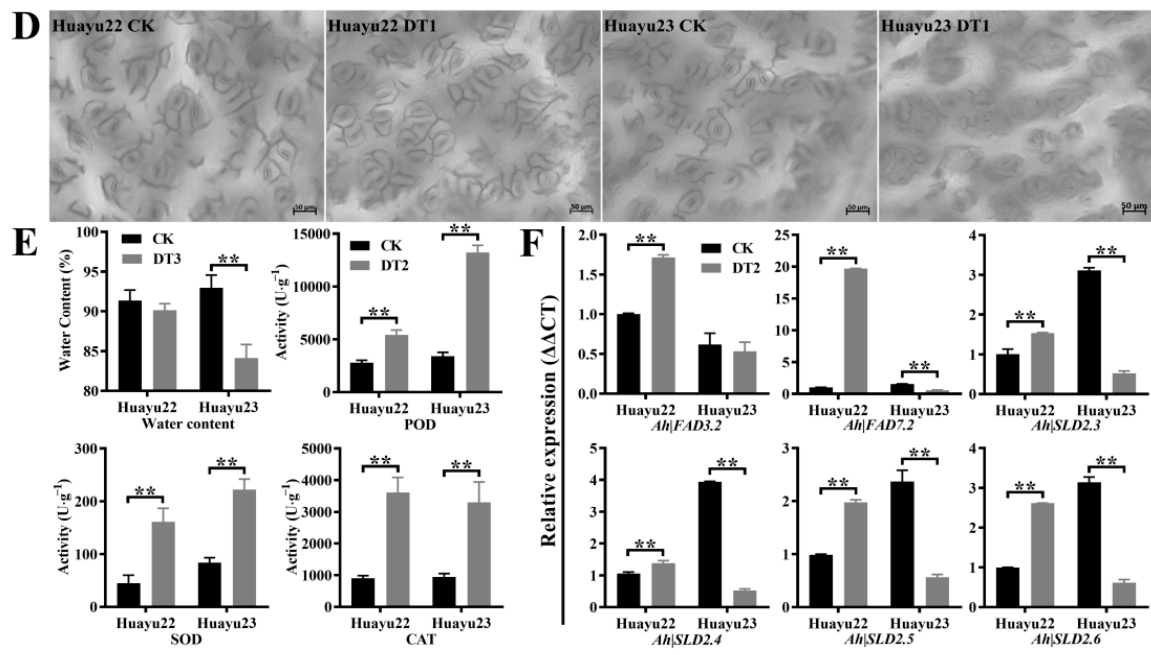 D
Huayu22 CK
Huayu22 DT1
Huayu23 CK
Huayu23 DT1
50 μm
50 μm
50 μm
50 μm
E
Water Content (%)
100
95
90
85
80
CK
DT3
**
Huayu22 Huayu23
Water content
Activity (U·g⁻¹)
15000
10000
5000
0
CK
DT2
**
**
Huayu22 Huayu23
POD
Activity (U·g⁻¹)
300
200
100
0
**
**
Huayu22 Huayu23
SOD
Activity (U·g⁻¹)
5000
4000
3000
2000
1000
0
**
**
Huayu22 Huayu23
CAT
F
Relative expression (ΔΔCT)
2.0
1.5
1.0
0.5
0.0
**
Huayu22 Huayu23
Ah|FAD3.2
25
20
15
10
5
0
**
**
Huayu22 Huayu23
Ah|FAD7.2
4
3
2
1
0
CK
DT2
**
**
Huayu22 Huayu23
Ah|SLD2.3
5
4
3
2
1
0
**
**
Huayu22 Huayu23
Ah|SLD2.4
3
2
1
0
**
**
Huayu22 Huayu23
Ah|SLD2.5
4
3
2
1
0
**
**
Huayu22 Huayu23
Ah|SLD2.6